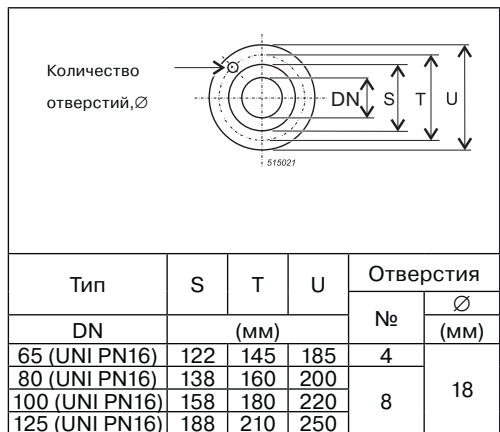 Количество
отверстий,∅
DN S T U
515021
Тип S T U Отверстия
№ ∅
DN (мм) (мм)
65 (UNI PN16) 122 145 185 4
80 (UNI PN16) 138 160 200
100 (UNI PN16) 158 180 220 8 18
125 (UNI PN16) 188 210 250